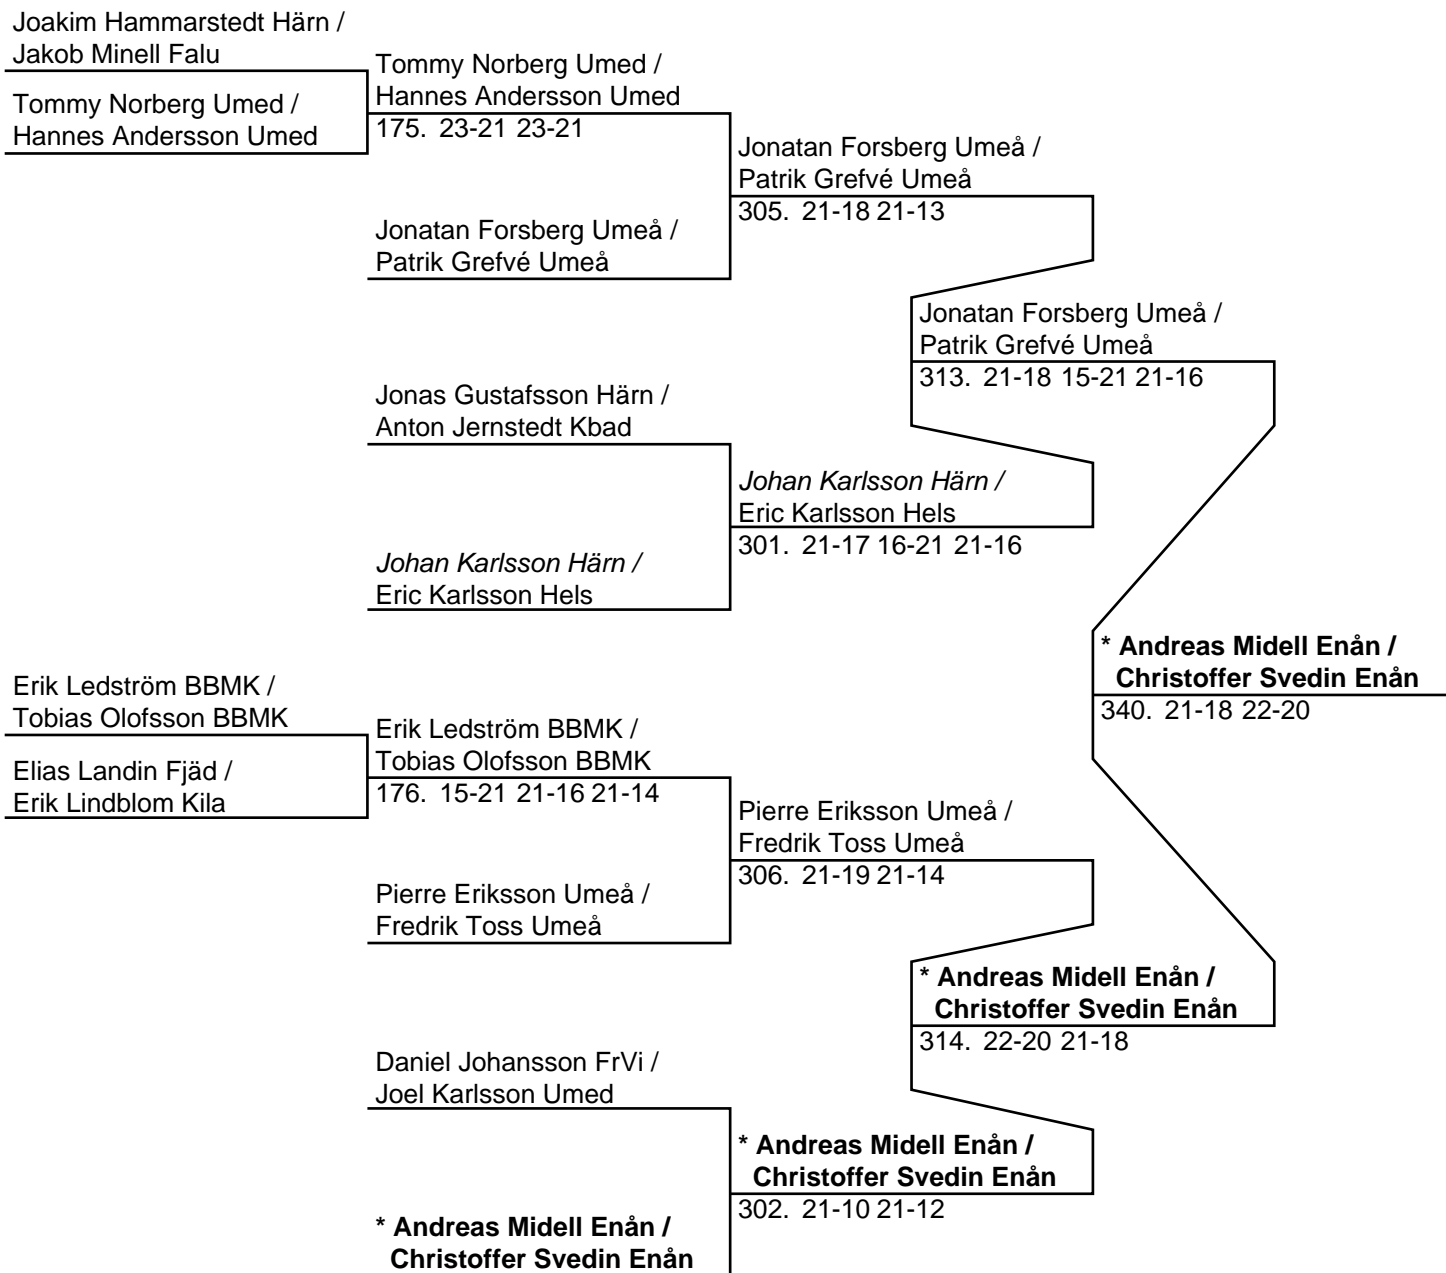 Joakim Hammarstedt Härn /
Jakob Minell Falu
Tommy Norberg Umed /
Hannes Andersson Umed
Tommy Norberg Umed /
Hannes Andersson Umed
175. 23-21 23-21
Jonatan Forsberg Umeå /
Patrik Grefvé Umeå
Jonatan Forsberg Umeå /
Patrik Grefvé Umeå
305. 21-18 21-13
Jonatan Forsberg Umeå /
Patrik Grefvé Umeå
313. 21-18 15-21 21-16
Jonas Gustafsson Härn /
Anton Jernstedt Kbad
Johan Karlsson Härn /
Eric Karlsson Hels
301. 21-17 16-21 21-16
Johan Karlsson Härn /
Eric Karlsson Hels
* Andreas Midell Enån /
Christoffer Svedin Enån
340. 21-18 22-20
Erik Ledström BBMK /
Tobias Olofsson BBMK
Elias Landin Fjäd /
Erik Lindblom Kila
Erik Ledström BBMK /
Tobias Olofsson BBMK
176. 15-21 21-16 21-14
Pierre Eriksson Umeå /
Fredrik Toss Umeå
306. 21-19 21-14
Pierre Eriksson Umeå /
Fredrik Toss Umeå
* Andreas Midell Enån /
Christoffer Svedin Enån
314. 22-20 21-18
Daniel Johansson FrVi /
Joel Karlsson Umed
* Andreas Midell Enån /
Christoffer Svedin Enån
302. 21-10 21-12
* Andreas Midell Enån /
Christoffer Svedin Enån